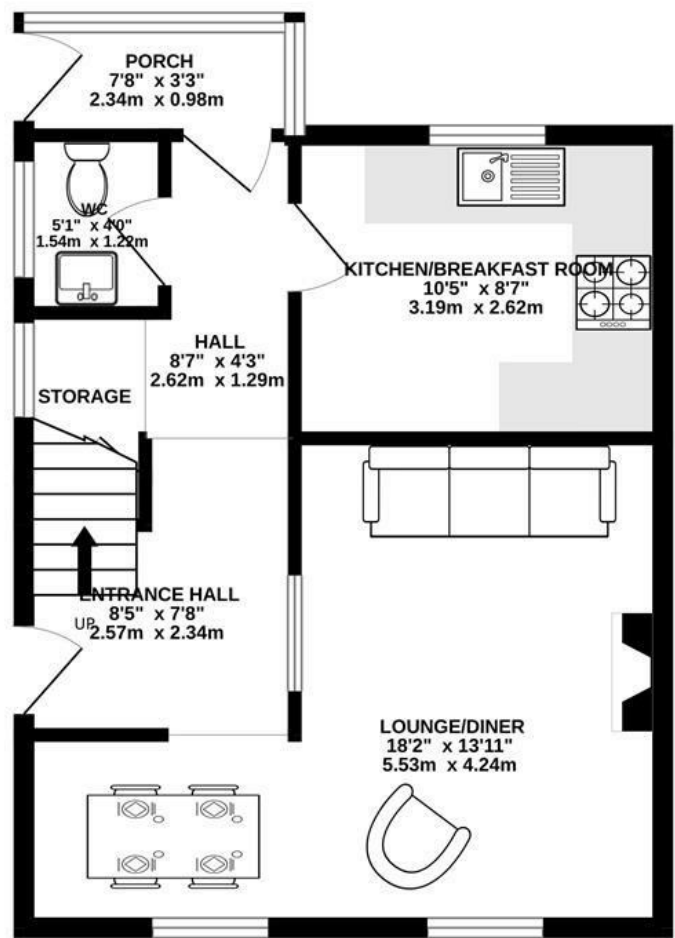 PORCH
7'8" x 3'3"
2.34m x 0.98m
WC
5'1" x 4'0"
1.54m x 1.22m
KITCHEN/BREAKFAST ROOM
10'5" x 8'7"
3.19m x 2.62m
HALL
8'7" x 4'3"
2.62m x 1.29m
STORAGE
ENTRANCE HALL
8'5" x 7'8"
2.57m x 2.34m
UP
LOUNGE/DINER
18'2" x 13'11"
5.53m x 4.24m